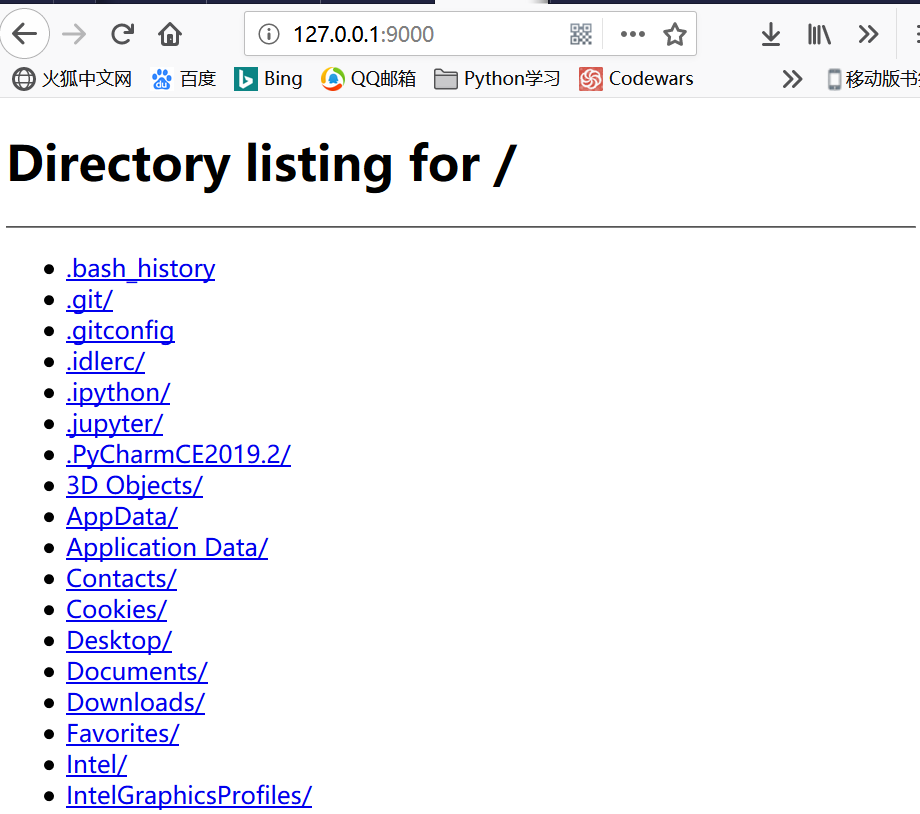 127.0.0.1:9000
火狐中文网 百度 Bing QQ邮箱 Python学习 Codewars 移动版书
Directory listing for /
.bash_history
.git/
.gitconfig
.idlerc/
.ipython/
.jupyter/
.PyCharmCE2019.2/
3D Objects/
AppData/
Application Data/
Contacts/
Cookies/
Desktop/
Documents/
Downloads/
Favorites/
Intel/
IntelGraphicsProfiles/